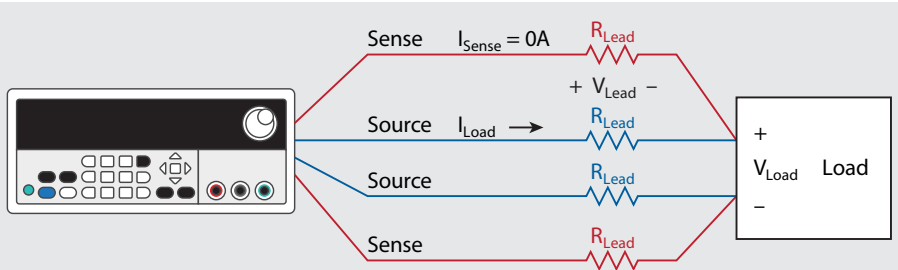 Sense I_Sense = 0A R_Lead
+ V_Lead –
Source I_Load → R_Lead
Source R_Lead
Sense R_Lead
+
V_Load Load
–